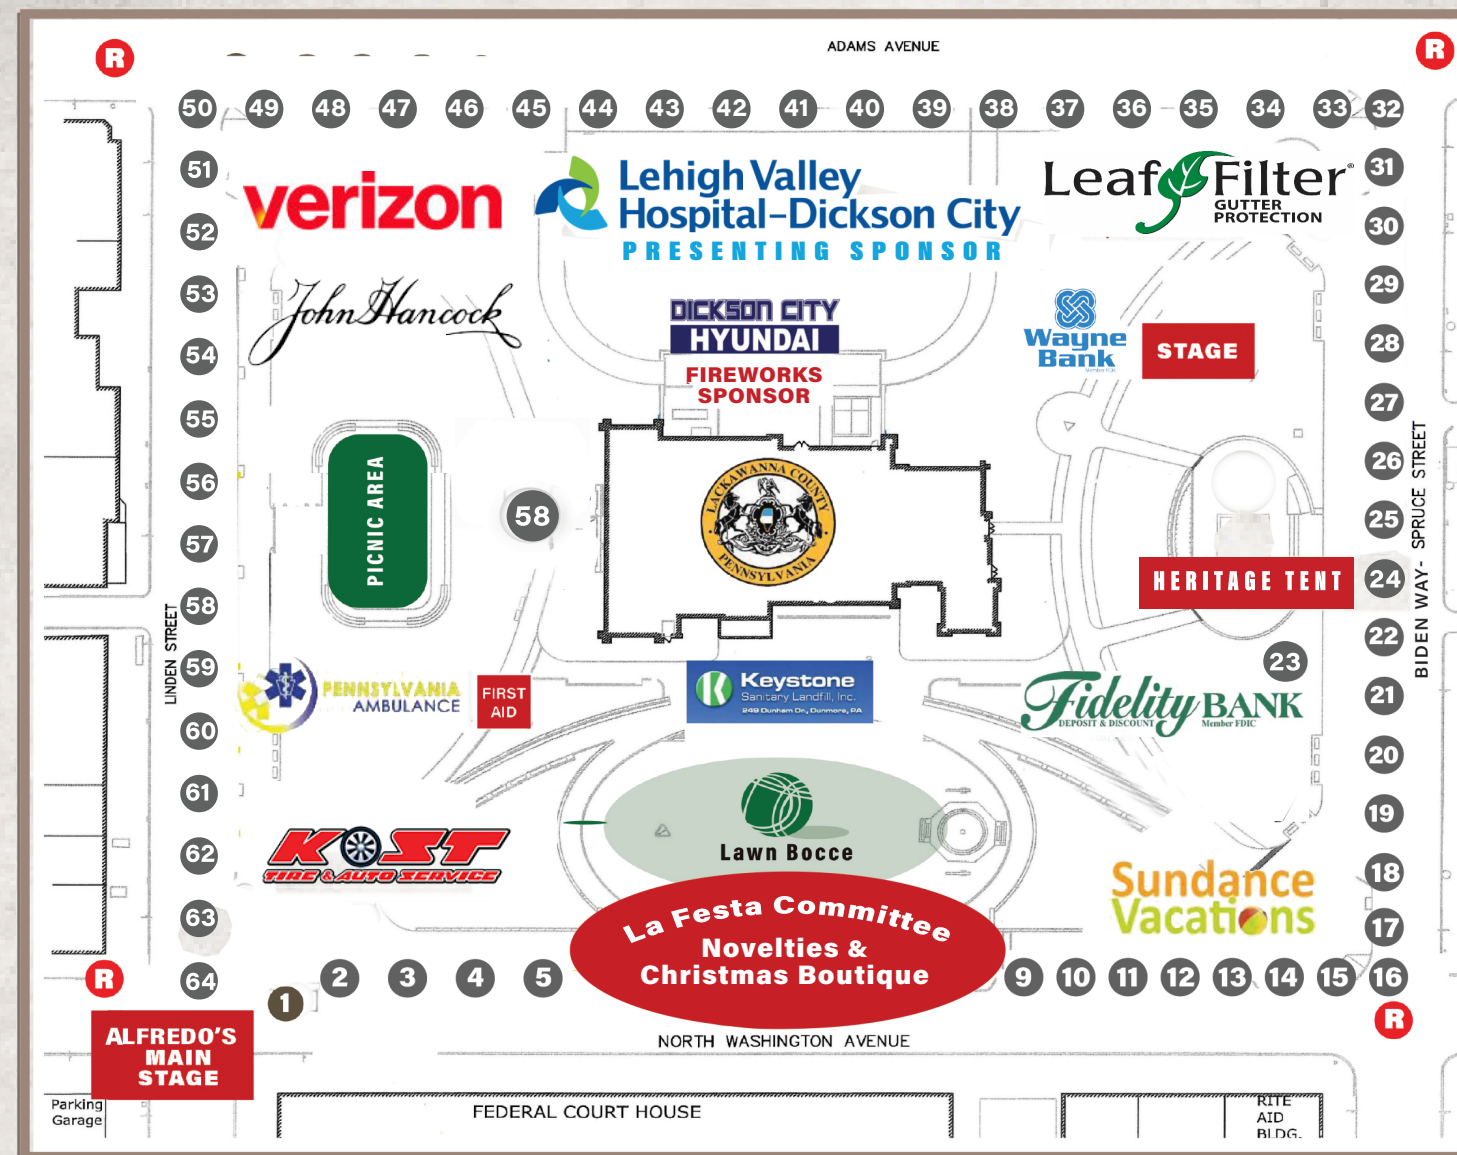 ADAMS AVENUE
R
R
50 49 48 47 46 45 44 43 42 41 40 39 38 37 36 35 34 33 32
51
52
53
54
55
56
57
58
59
60
61
62
63
64
LINDEN STREET
verizon
Lehigh Valley
Hospital–Dickson City
PRESENTING SPONSOR
Leaf Filter®
GUTTER
PROTECTION
John Hancock
DICKSON CITY
HYUNDAI
FIREWORKS
SPONSOR
Wayne
Bank
Member FDIC
STAGE
PICNIC AREA
58
LACKAWANNA COUNTY
PENNSYLVANIA
HERITAGE TENT
31
30
29
28
27
26
25
24
22
23
21
20
19
18
17
BIDEN WAY- SPRUCE STREET
PENNSYLVANIA
AMBULANCE
FIRST
AID
Keystone
Sanitary Landfill, Inc.
249 Dunham Dr., Dunmore, PA
Fidelity BANK
DEPOSIT & DISCOUNT
Member FDIC
Lawn Bocce
KOST
TIRE & AUTO SERVICE
Sundance
Vacations
La Festa Committee
Novelties &
Christmas Boutique
R
1 2 3 4 5
9 10 11 12 13 14 15 16
R
ALFREDO'S
MAIN
STAGE
NORTH WASHINGTON AVENUE
Parking
Garage
FEDERAL COURT HOUSE
RITE
AID
BLDG.